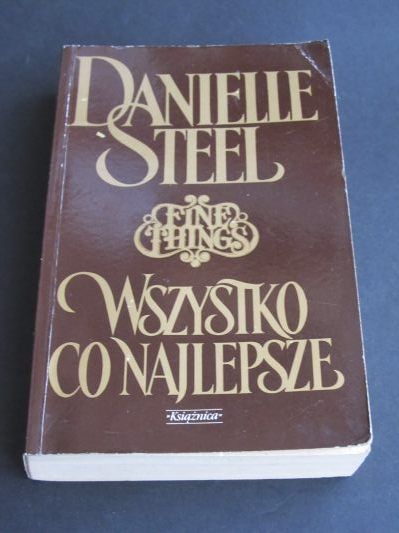 DANIELLE
STEEL
FINE
THINGS
WSZYSTKO
CO NAJLEPSZE
"Książnica"